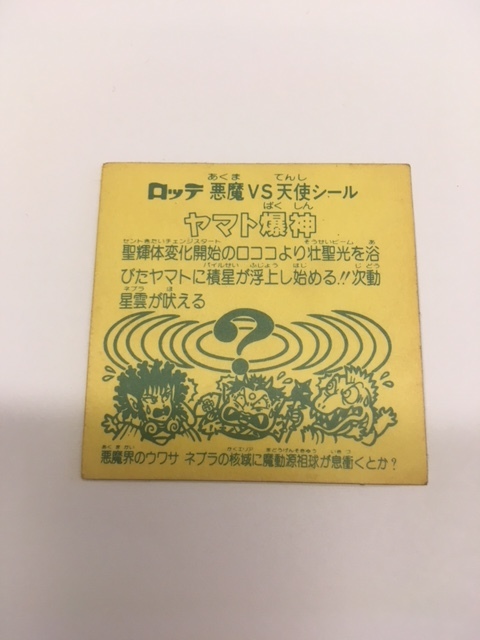 ロッテ 悪魔VS天使シール
ヤマト爆神
聖輝体変化開始のロココより壮聖光を浴
びたヤマトに積星が浮上し始める!!次動
星雲が吠える
?
悪魔界のウワサ ネブラの核域に魔動源祖球が息衝くとか?